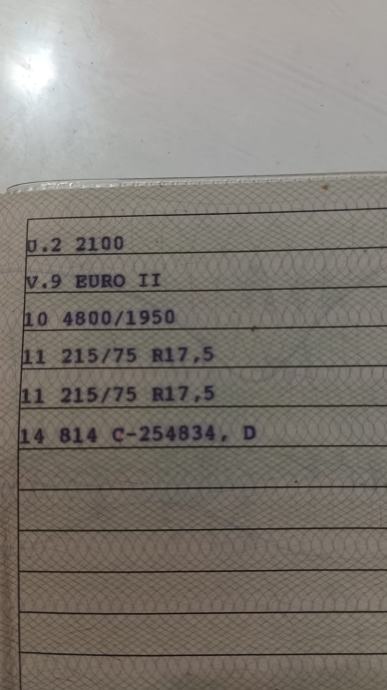 U.2 2100
V.9 EURO II
10 4800/1950
11 215/75 R17,5
11 215/75 R17,5
14 814 C-254834, D